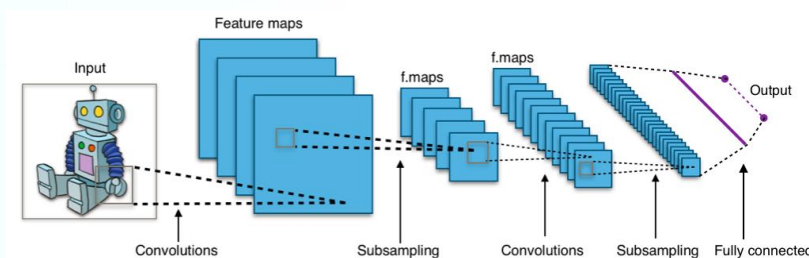 Feature maps
Input
f.maps
f.maps
Output
Convolutions
Subsampling
Convolutions
Subsampling
Fully connected